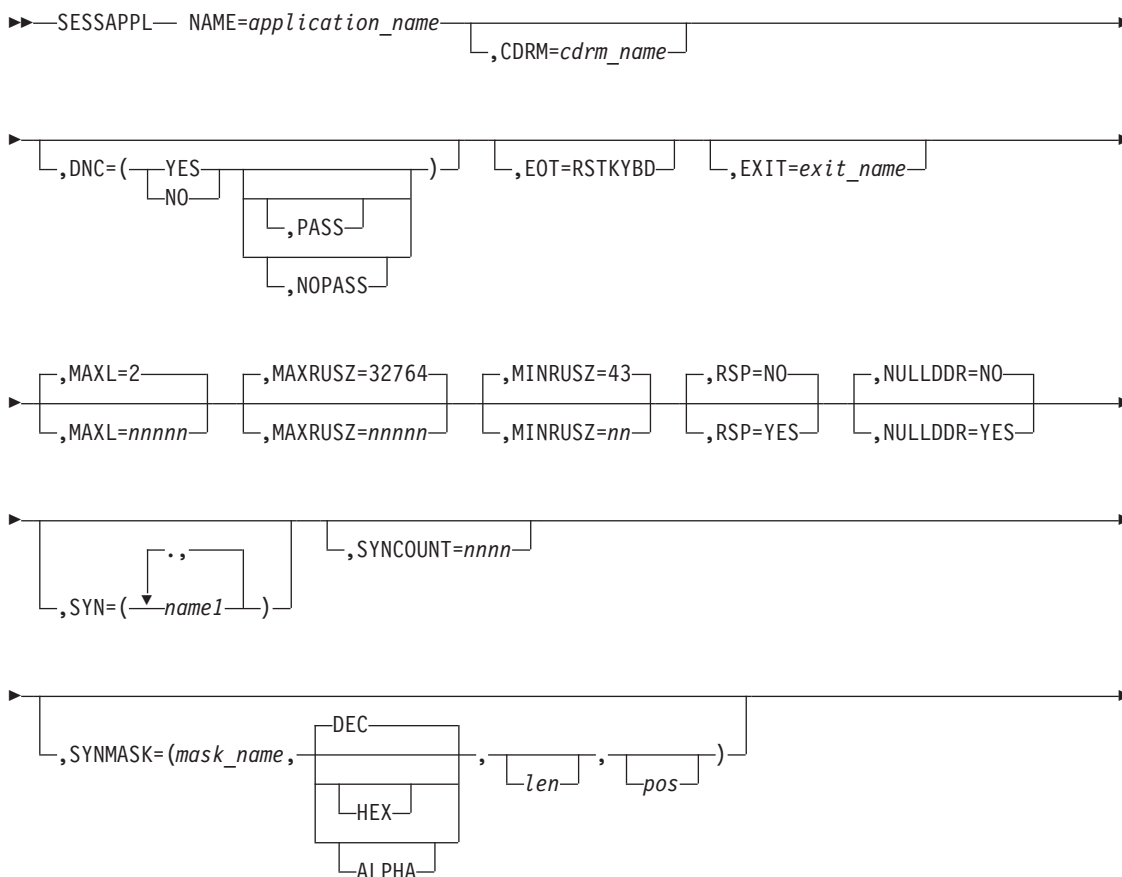 SESSAPPL NAME=application_name
,CDRM=cdrm_name
,DNC=( YES )
NO
,PASS
,NOPASS
,EOT=RSTKYBD
,EXIT=exit_name
,MAXL=2
,MAXL=nnnnn
,MAXRUSZ=32764
,MAXRUSZ=nnnnn
,MINRUSZ=43
,MINRUSZ=nn
,RSP=NO
,RSP=YES
,NULLDDR=NO
,NULLDDR=YES
.,
,SYN=( name1 )
,SYNCOUNT=nnnn
DEC
,SYNMASK=(mask_name, , , )
HEX
ALPHA
len
pos